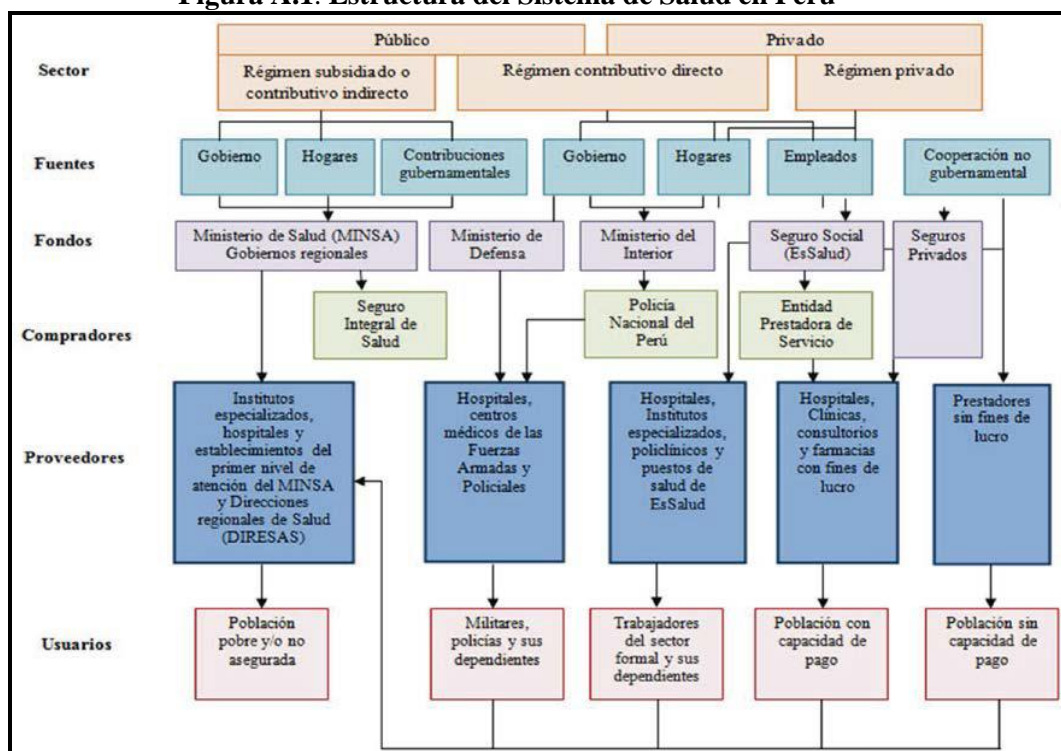 Figura A.1. Estructura del Sistema de Salud en Perú
Público
Privado
Sector
Régimen subsidiado o
contributivo indirecto
Régimen contributivo directo
Régimen privado
Fuentes
Gobierno
Hogares
Contribuciones
gubernamentales
Gobierno
Hogares
Empleados
Cooperación no
gubernamental
Fondos
Ministerio de Salud (MINSA)
Gobiernos regionales
Ministerio de
Defensa
Ministerio del
Interior
Seguro Social
(EsSalud)
Seguros
Privados
Compradores
Seguro
Integral de
Salud
Policía
Nacional del
Perú
Entidad
Prestadora de
Servicio
Proveedores
Institutos
especializados,
hospitales y
establecimientos del
primer nivel de
atención del MINSA
y Direcciones
regionales de Salud
(DIRESAS)
Hospitales,
centros
médicos de las
Fuerzas
Armadas y
Policiales
Hospitales,
Institutos
especializados,
policlínicos y
puestos de
salud de
EsSalud
Hospitales,
Clínicas,
consultorios
y farmacias
con fines de
lucro
Prestadores
sin fines de
lucro
Usuarios
Población
pobre y/o no
asegurada
Militares,
policías y sus
dependientes
Trabajadores
del sector
formal y sus
dependientes
Población con
capacidad de
pago
Población sin
capacidad de
pago